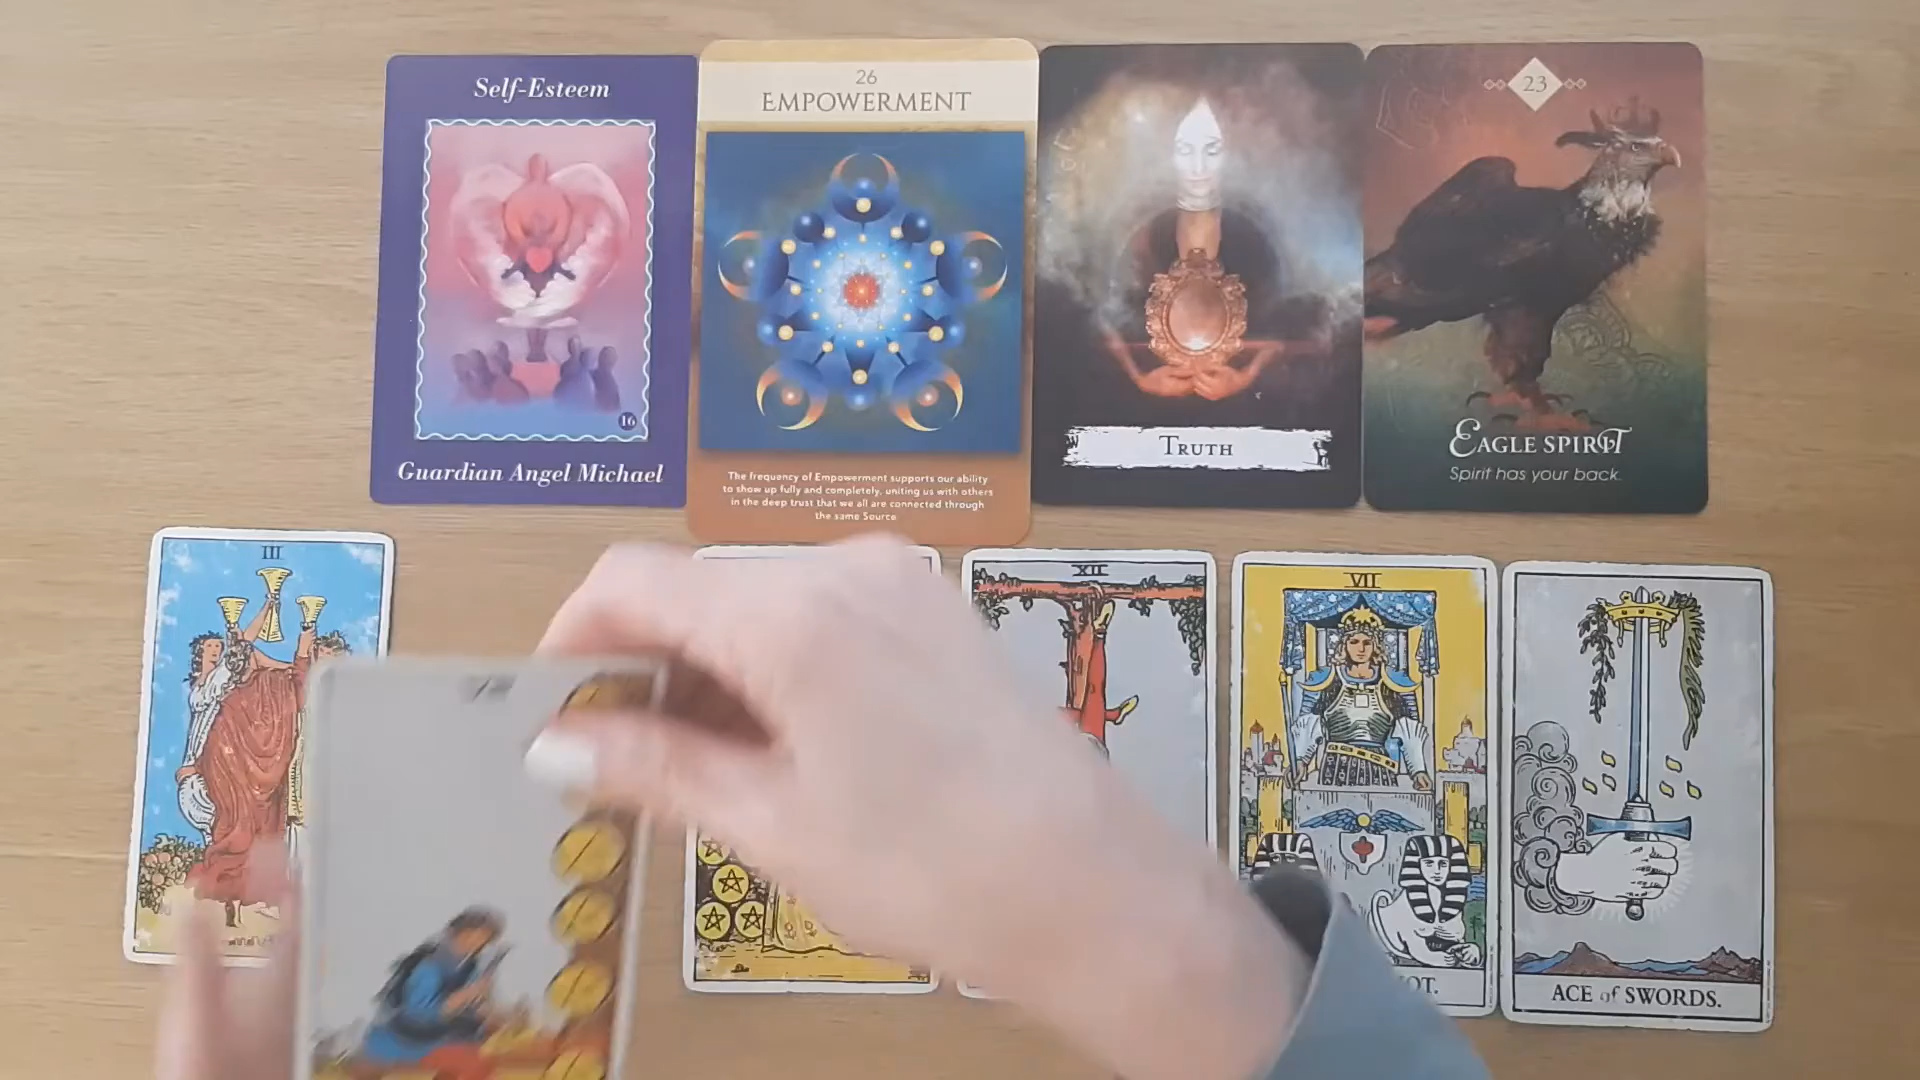 Self-Esteem
16
Guardian Angel Michael
26
EMPOWERMENT
The frequency of Empowerment supports our ability
to show up fully and completely, uniting us with others
in the deep trust that we all are connected through
the same Source
TRUTH
23
EAGLE SPIRIT
Spirit has your back.
III
XII
VII
OT.
ACE of SWORDS.